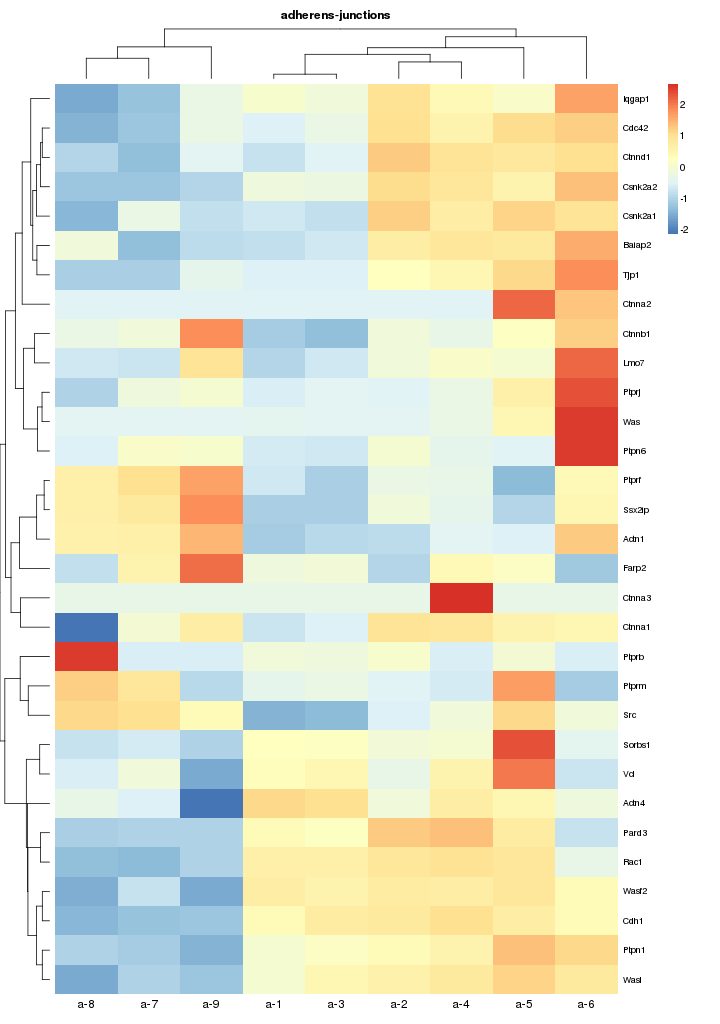 adherens-junctions
Iqgap1
2
Cdc42
1
Ctnnd1
0
Csnk2a2
-1
Csnk2a1
-2
Baiap2
Tjp1
Ctnna2
Ctnnb1
Lmo7
Ptprj
Was
Ptpn6
Ptprf
Ssx2ip
Actn1
Farp2
Ctnna3
Ctnna1
Ptprb
Ptprm
Src
Sorbs1
Vcl
Actn4
Pard3
Rac1
Wasf2
Cdh1
Ptpn1
Wasl
a-8 a-7 a-9 a-1 a-3 a-2 a-4 a-5 a-6